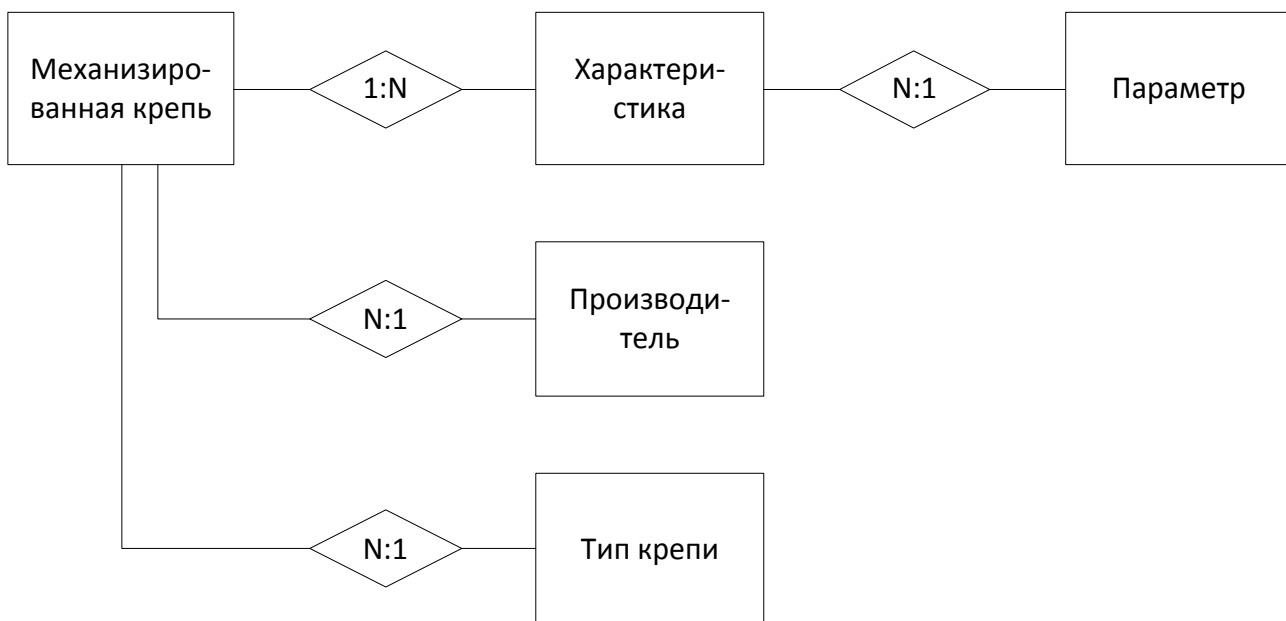 Механизиро-
ванная крепь
1:N
Характери-
стика
N:1
Параметр
N:1
Производи-
тель
N:1
Тип крепи